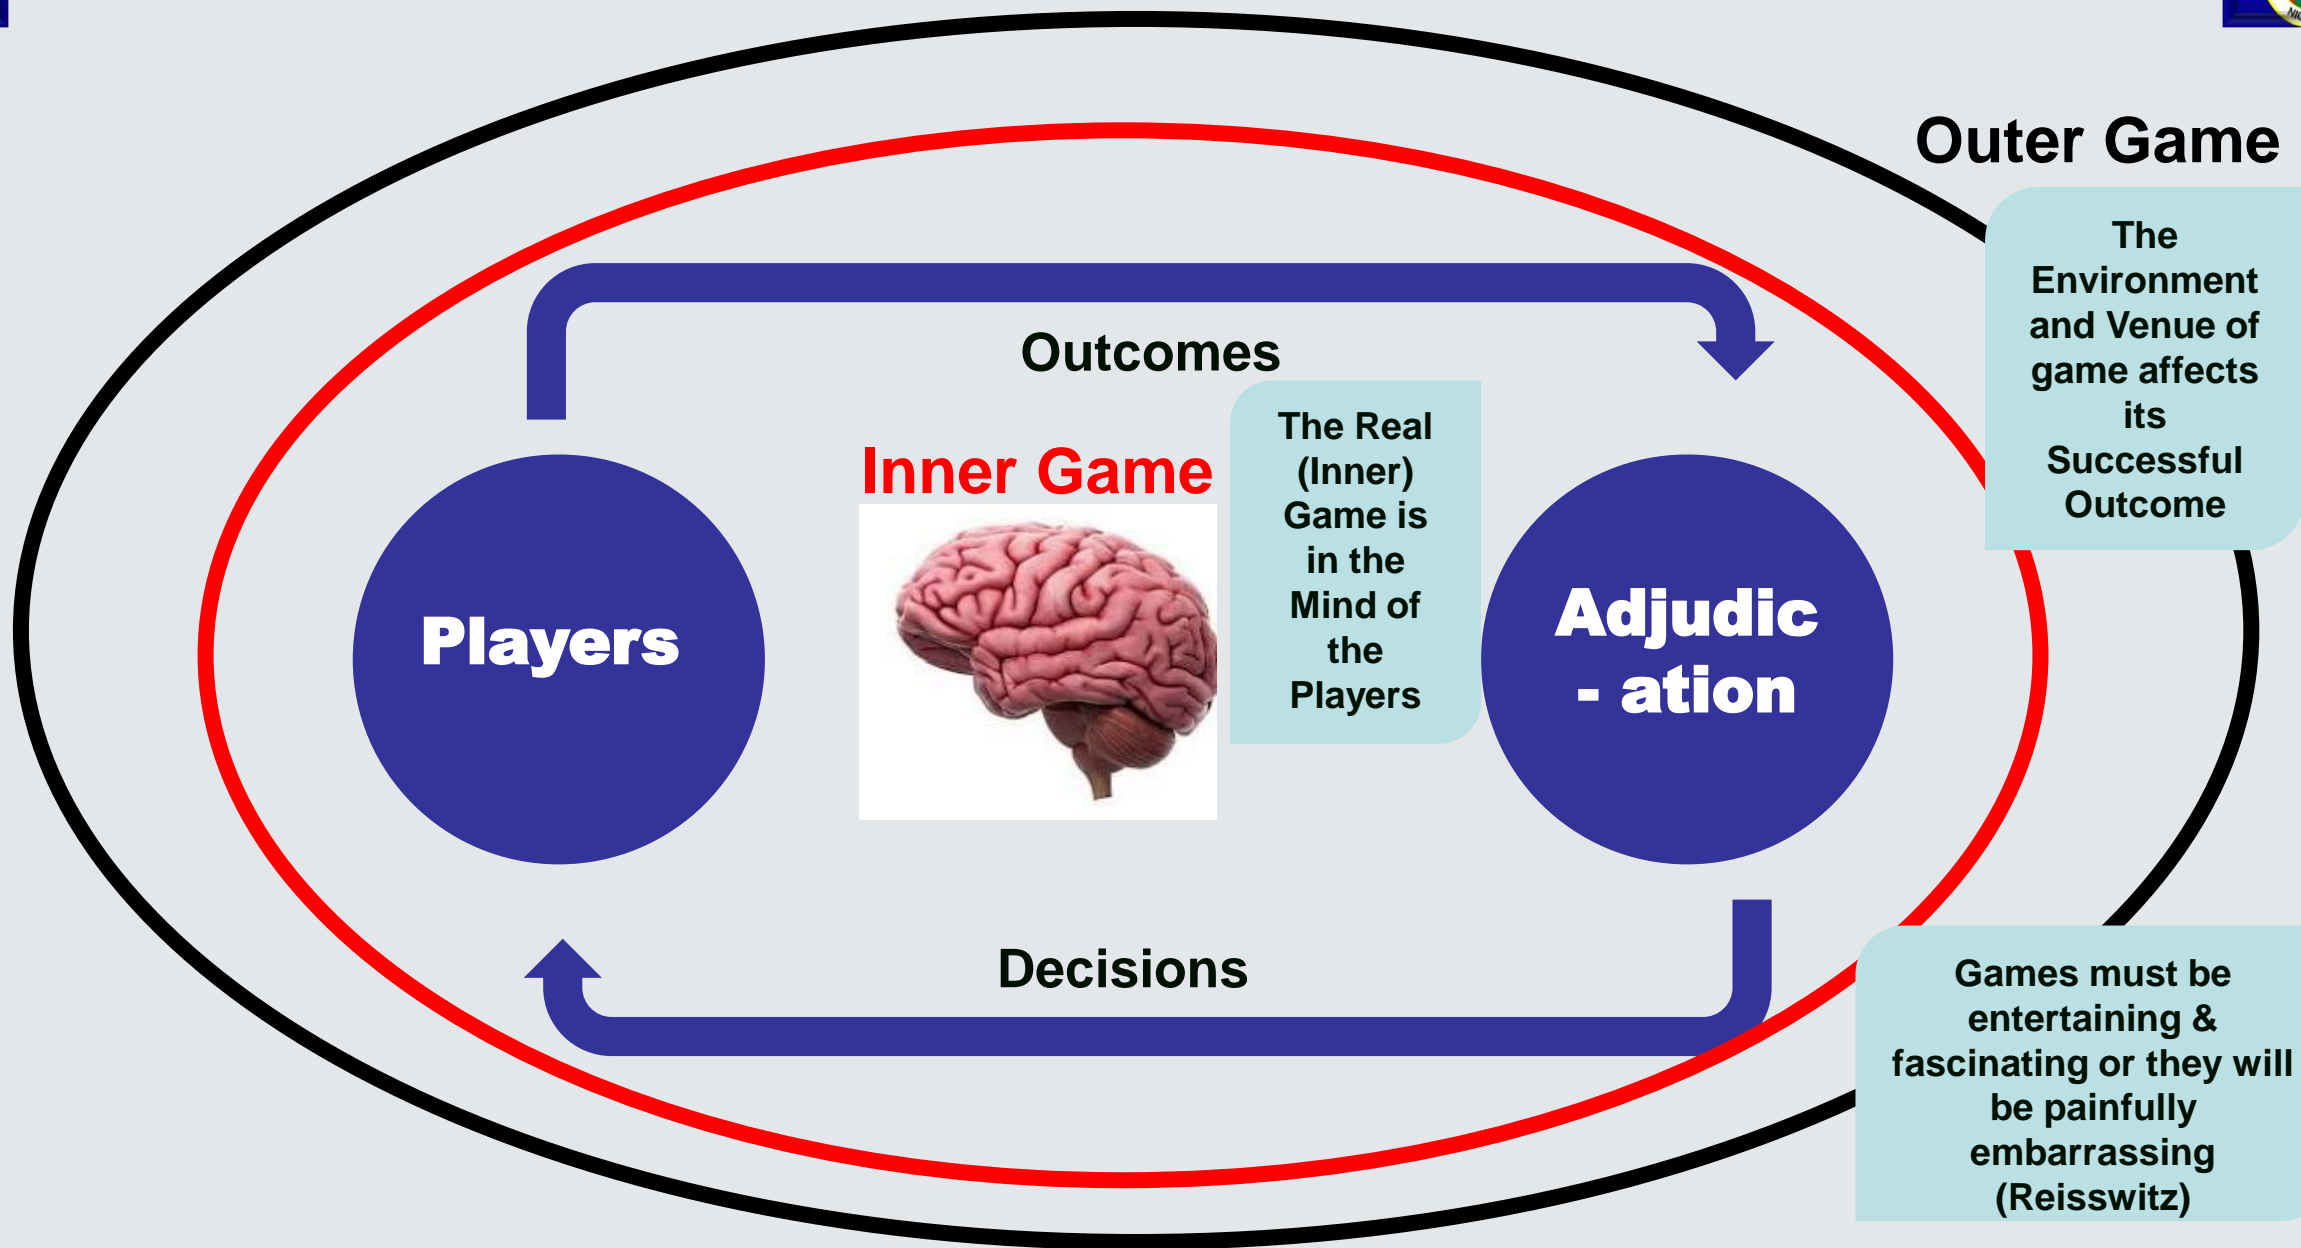 Outer Game
The
Environment
and Venue of
game affects
its
Successful
Outcome
Outcomes
Inner Game
The Real
(Inner)
Game is
in the
Mind of
the
Players
Players
Adjudic
- ation
Decisions
Games must be
entertaining &
fascinating or they will
be painfully
embarrassing
(Reisswitz)